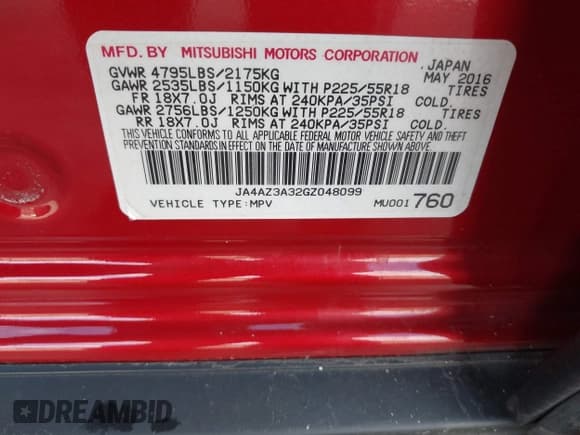 MFD. BY MITSUBISHI MOTORS CORPORATION JAPAN
GVWR 4795LBS/2175KG MAY 2016
GAWR 2535LBS/1150KG WITH P225/55R18 TIRES
FR 18X7.0J RIMS AT 240KPA/35PSI COLD.
GAWR 2756LBS/1250KG WITH P225/55R18 TIRES
RR 18X7.0J RIMS AT 240KPA/35PSI COLD.
THIS VEHICLE CONFORMS TO ALL APPLICABLE FEDERAL MOTOR VEHICLE SAFETY AND THEFT
PREVENTION STANDARDS IN EFFECT ON THE DATE OF MANUFACTURE SHOWN ABOVE.
JA4AZ3A32GZ048099
VEHICLE TYPE:MPV MU001 760
DREAMBID